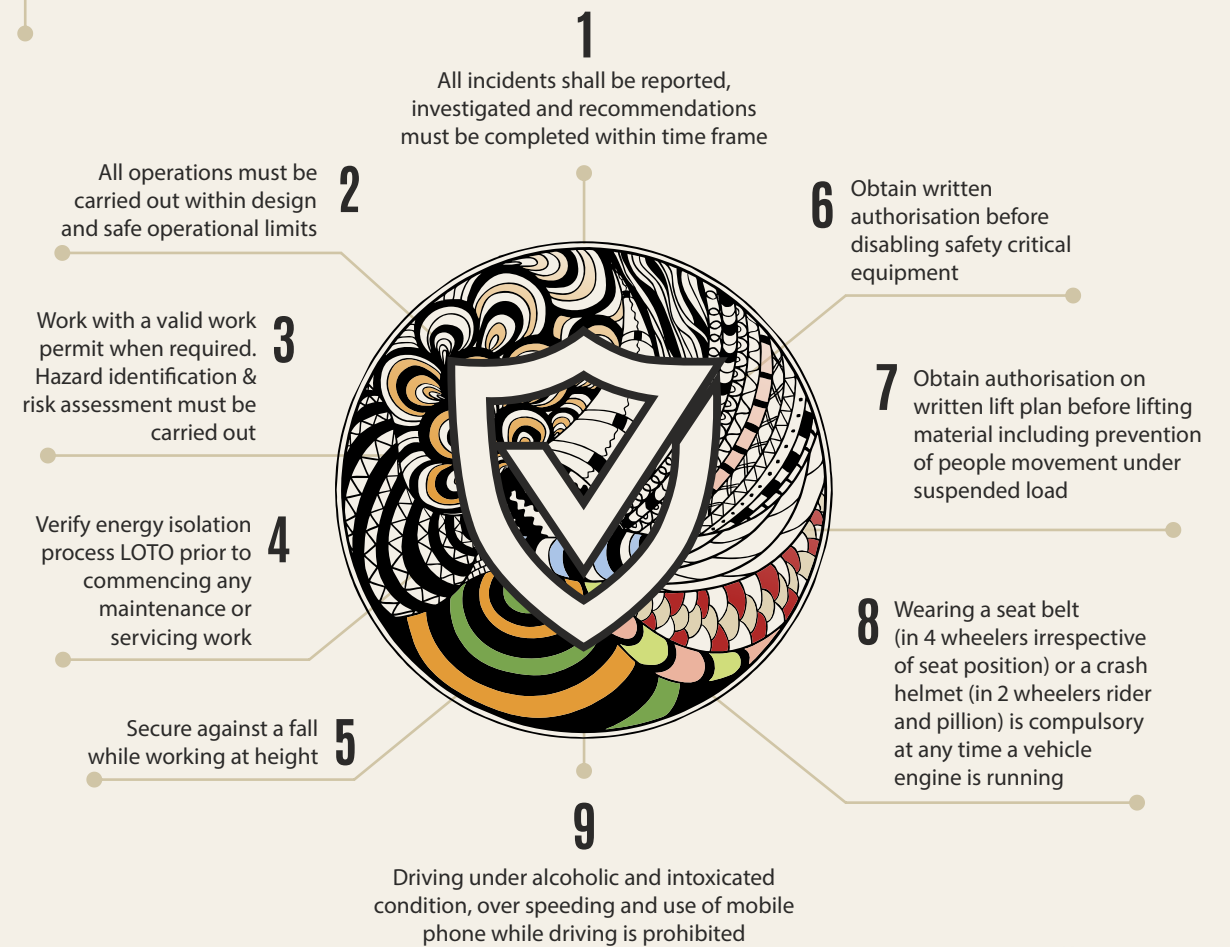 1
All incidents shall be reported,
investigated and recommendations
must be completed within time frame
2
All operations must be
carried out within design
and safe operational limits
3
Work with a valid work
permit when required.
Hazard identification &
risk assessment must be
carried out
4
Verify energy isolation
process LOTO prior to
commencing any
maintenance or
servicing work
5
Secure against a fall
while working at height
6
Obtain written
authorisation before
disabling safety critical
equipment
7
Obtain authorisation on
written lift plan before lifting
material including prevention
of people movement under
suspended load
8
Wearing a seat belt
(in 4 wheelers irrespective
of seat position) or a crash
helmet (in 2 wheelers rider
and pillion) is compulsory
at any time a vehicle
engine is running
9
Driving under alcoholic and intoxicated
condition, over speeding and use of mobile
phone while driving is prohibited